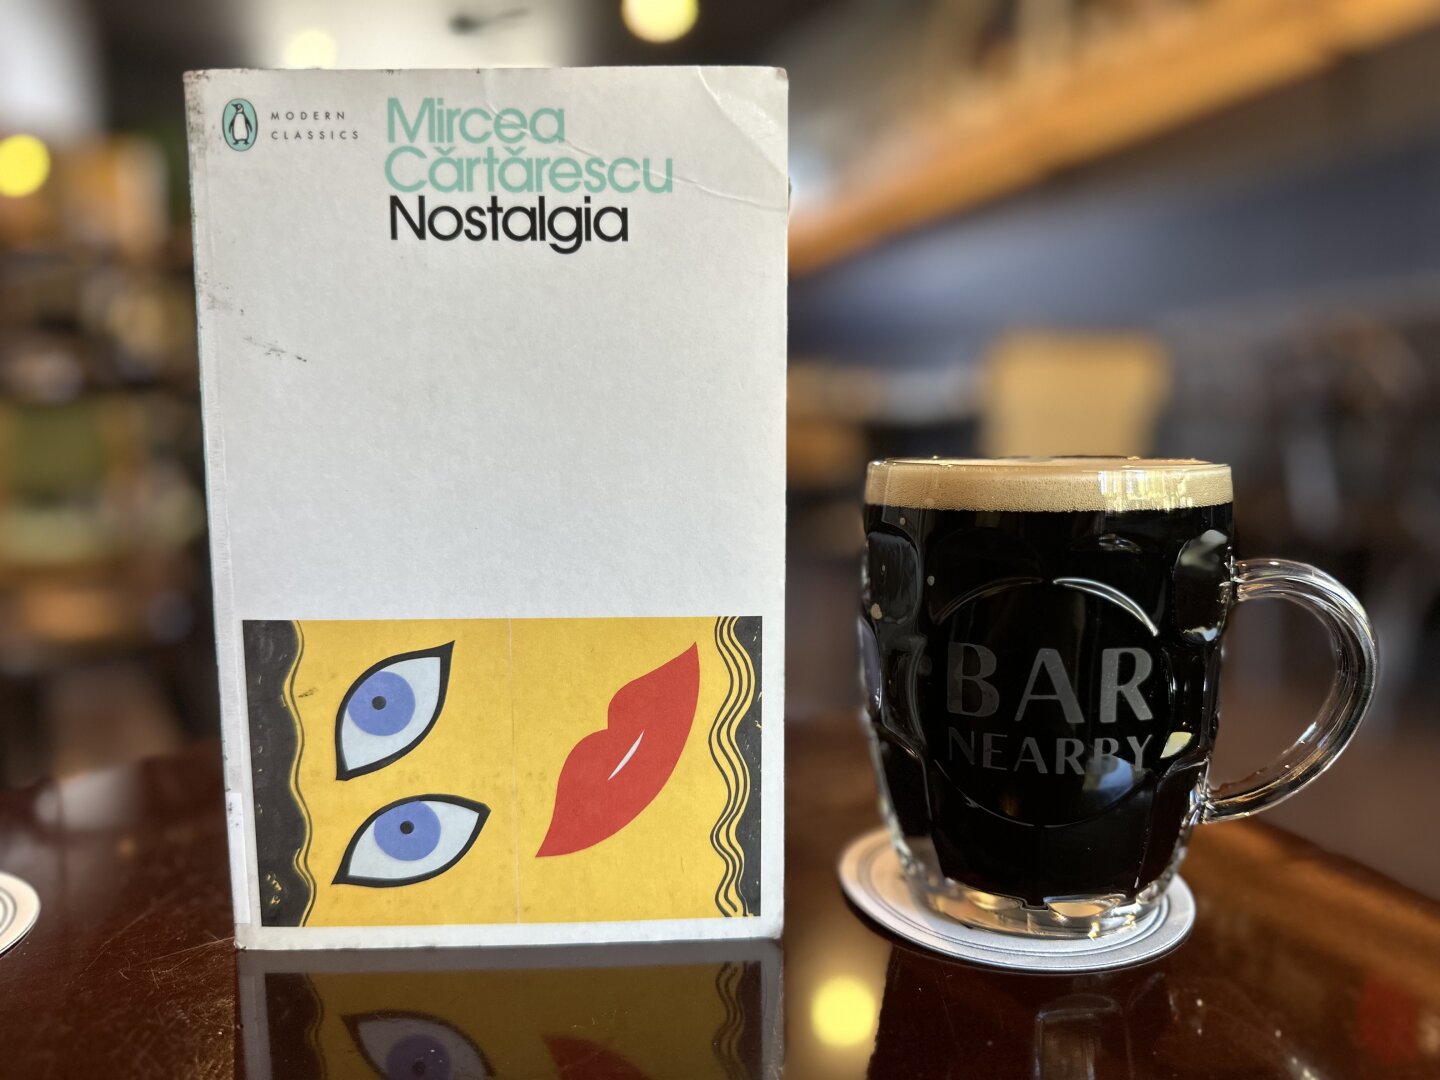 MODERN
CLASSICS
Mircea
Cărtărescu
Nostalgia
BAR
NEARBY